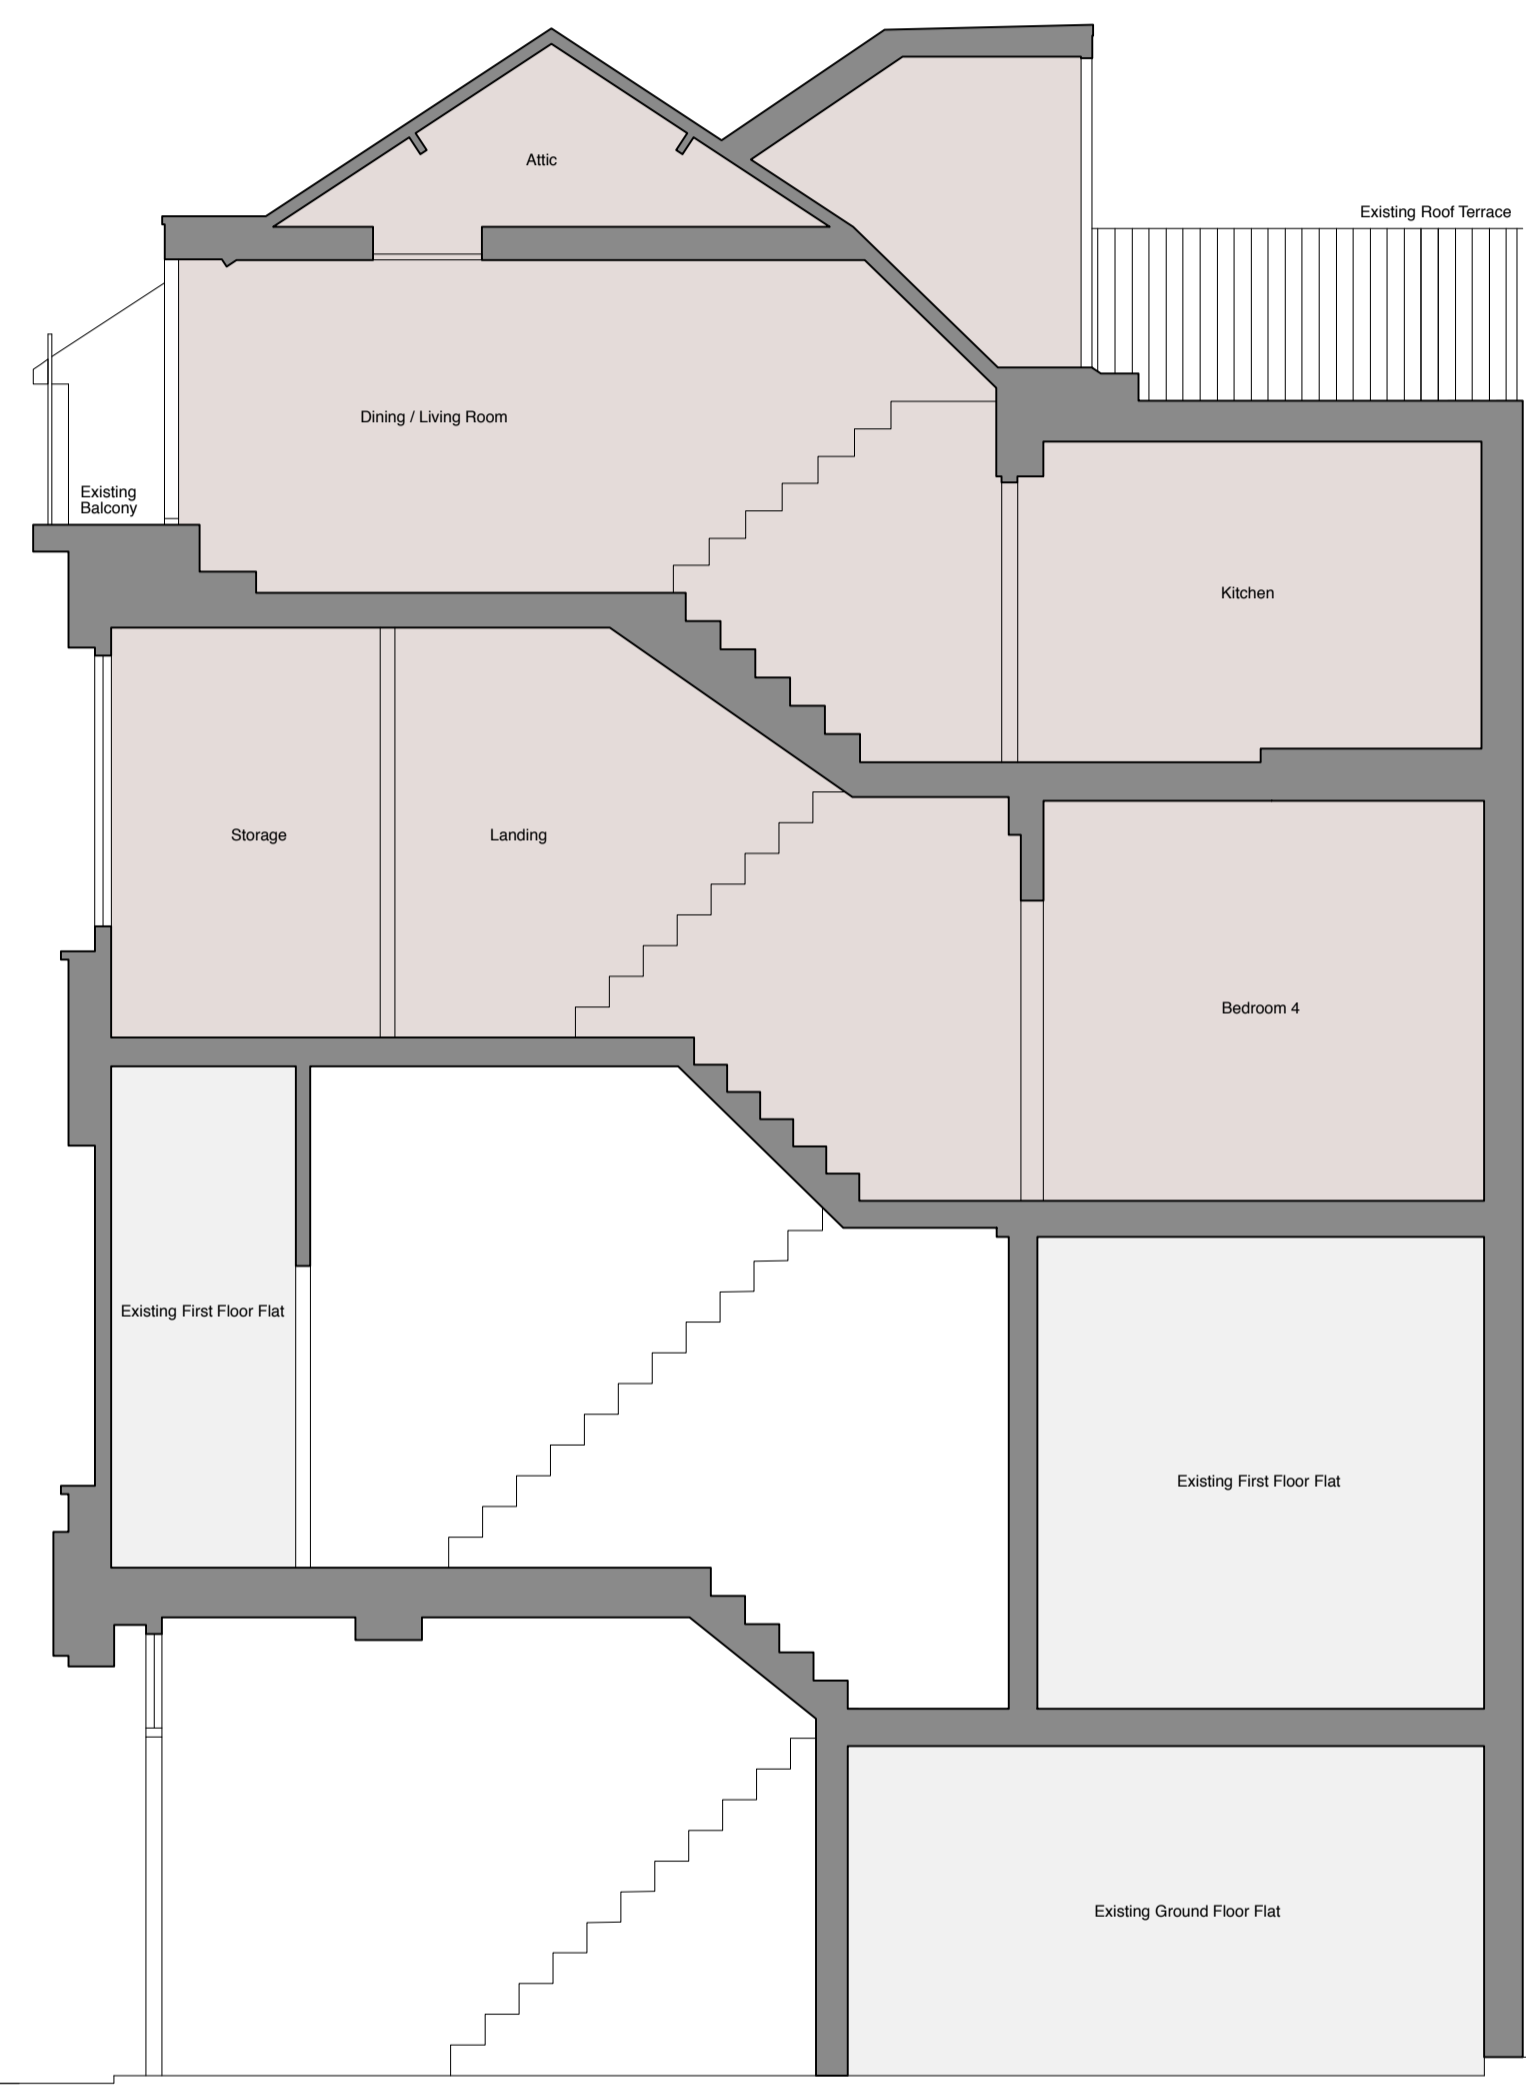 Attic
Existing Roof Terrace
Dining / Living Room
Existing
Balcony
Kitchen
Storage
Landing
Bedroom 4
Existing First Floor Flat
Existing First Floor Flat
Existing Ground Floor Flat